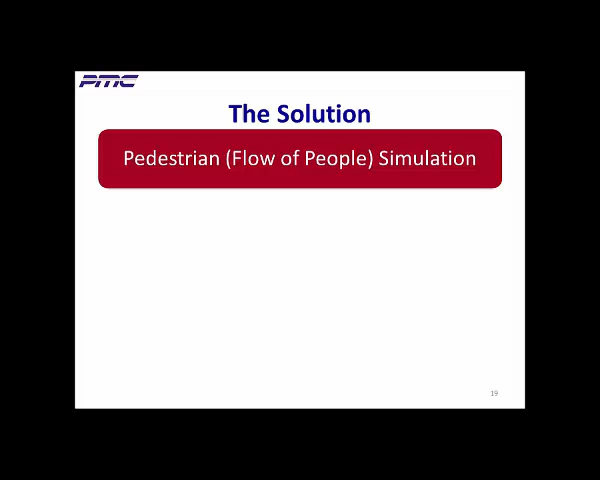 PMC
The Solution
Pedestrian (Flow of People) Simulation
19